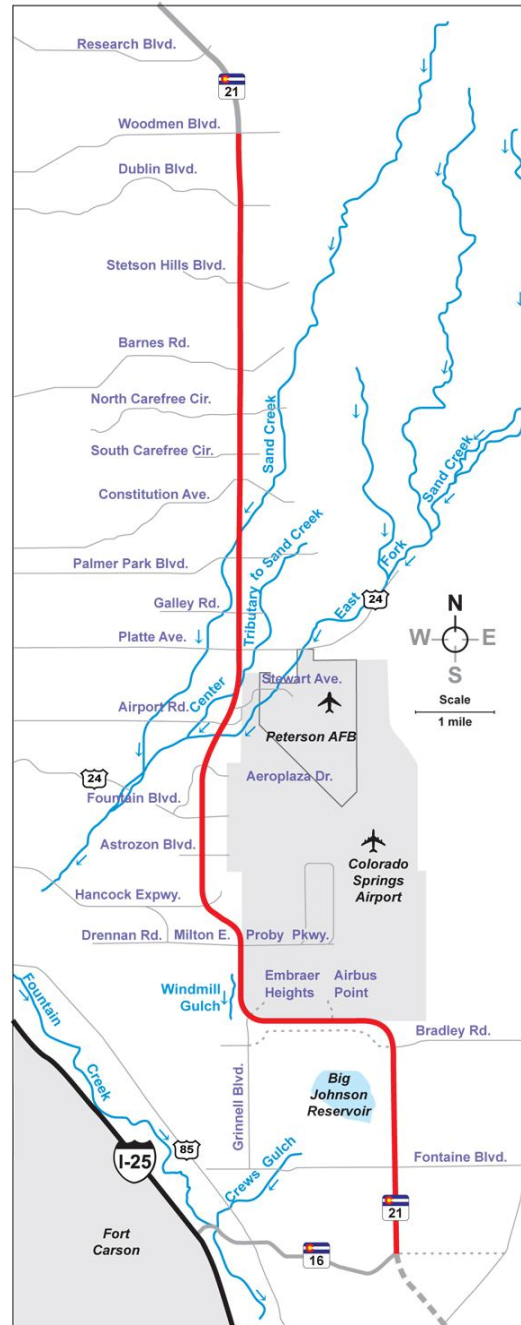 Research Blvd.
21
Woodmen Blvd.
Dublin Blvd.
Stetson Hills Blvd.
Barnes Rd.
North Carefree Cir.
Sand Creek
South Carefree Cir.
Sand Creek
Constitution Ave.
Tributary to Sand Creek
Palmer Park Blvd.
Fork
East
24
Galley Rd.
N
W E
S
Platte Ave.
Center
Stewart Ave.
Scale
1 mile
Airport Rd.
Peterson AFB
24
Aeroplaza Dr.
Fountain Blvd.
Astrozon Blvd.
Colorado
Springs
Airport
Hancock Expwy.
Drennan Rd. Milton E. Proby Pkwy.
Fountain
Creek
Windmill
Gulch
Embraer
Heights
Airbus
Point
Bradley Rd.
Grinnell Blvd.
Big
Johnson
Reservoir
85
I-25
Crews Gulch
Fontaine Blvd.
21
Fort
Carson
16